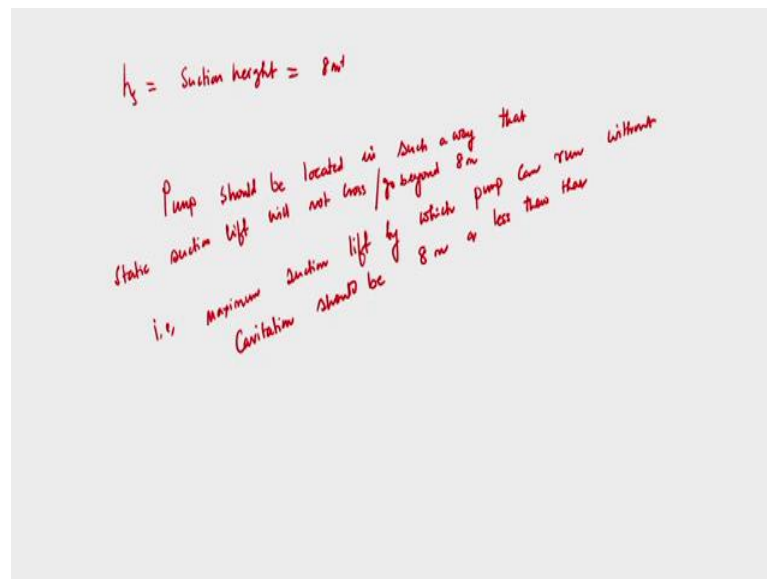 hs = Suction height = 8 mt
Pump should be located in such a way that
static suction lift will not cross / go beyond 8 m
i.e, maximum suction lift by which pump can run without
Cavitation should be 8 m or less than that